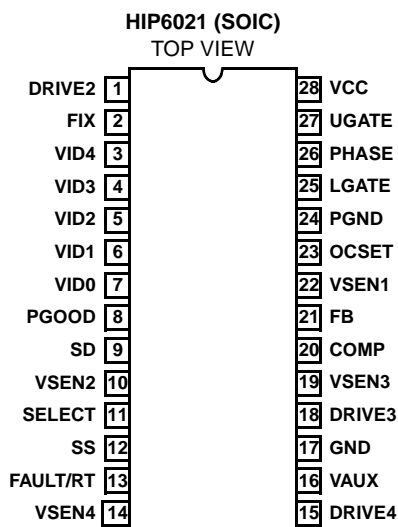 HIP6021 (SOIC)
TOP VIEW
DRIVE2 1 28 VCC
FIX 2 27 UGATE
VID4 3 26 PHASE
VID3 4 25 LGATE
VID2 5 24 PGND
VID1 6 23 OCSET
VID0 7 22 VSEN1
PGOOD 8 21 FB
SD 9 20 COMP
VSEN2 10 19 VSEN3
SELECT 11 18 DRIVE3
SS 12 17 GND
FAULT/RT 13 16 VAUX
VSEN4 14 15 DRIVE4